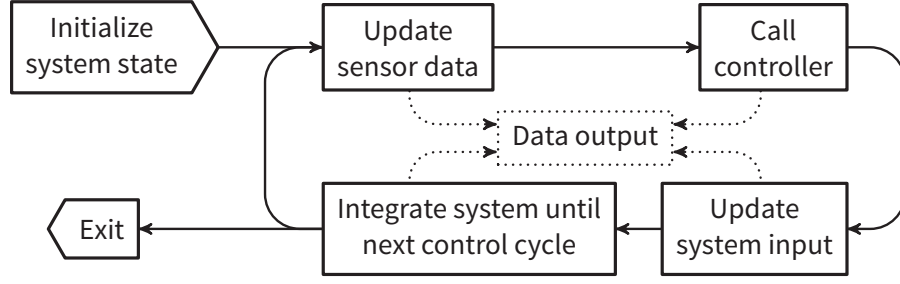 Initialize
system state
Update
sensor data
Call
controller
Data output
Exit
Integrate system until
next control cycle
Update
system input